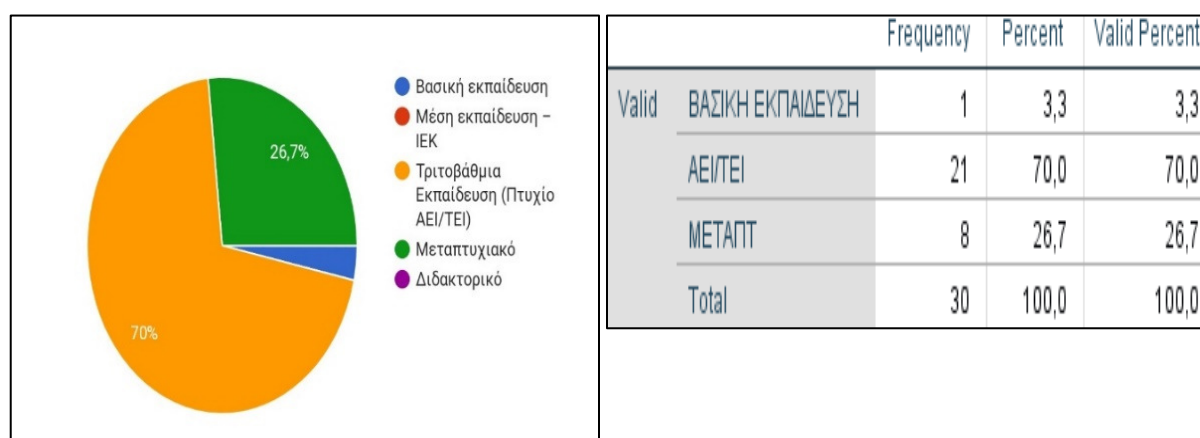 26,7%
70%
Βασική εκπαίδευση
Μέση εκπαίδευση –
ΙΕΚ
Τριτοβάθμια
Εκπαίδευση (Πτυχίο
ΑΕΙ/ΤΕΙ)
Μεταπτυχιακό
Διδακτορικό
Frequency Percent Valid Percent
Valid ΒΑΣΙΚΗ ΕΚΠΑΙΔΕΥΣΗ 1 3,3 3,3
ΑΕΙ/ΤΕΙ 21 70,0 70,0
ΜΕΤΑΠΤ 8 26,7 26,7
Total 30 100,0 100,0